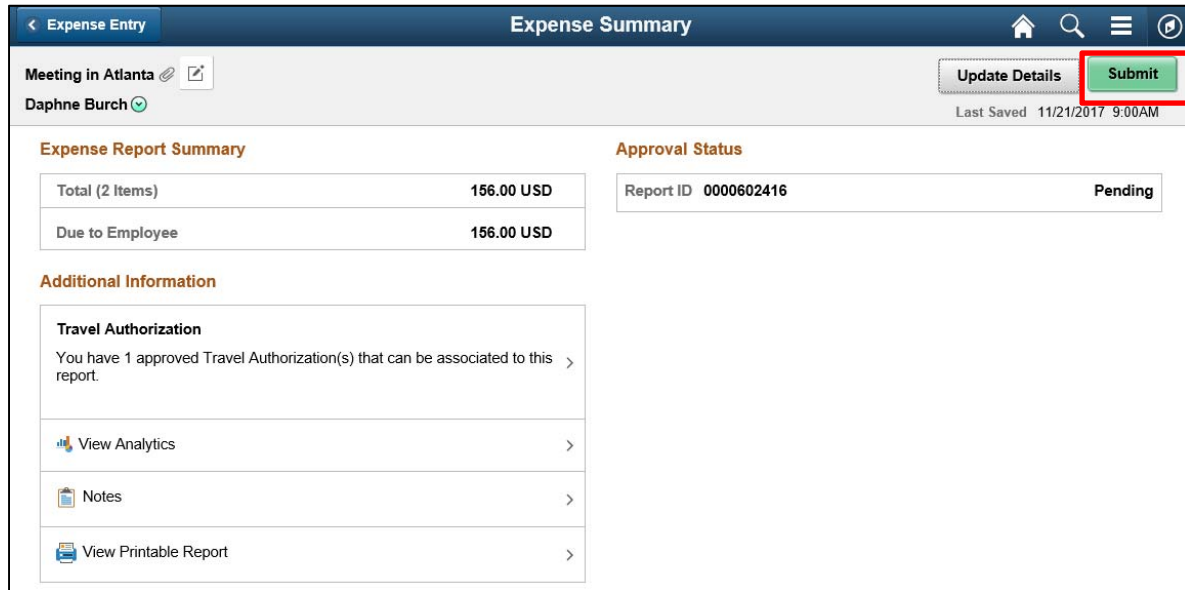 Expense Entry
Expense Summary
Meeting in Atlanta
Update Details
Submit
Daphne Burch
Last Saved 11/21/2017 9:00AM
Expense Report Summary
Total (2 Items) 156.00 USD
Due to Employee 156.00 USD
Approval Status
Report ID 0000602416 Pending
Additional Information
Travel Authorization
You have 1 approved Travel Authorization(s) that can be associated to this
report.
View Analytics
Notes
View Printable Report